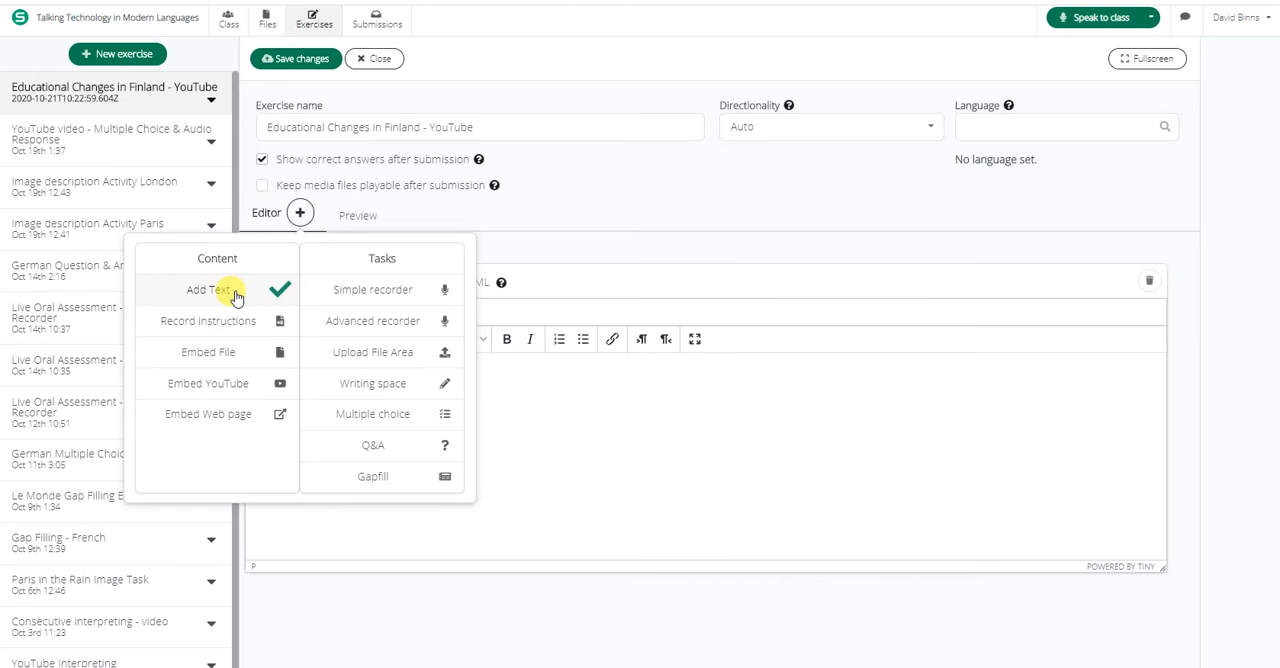 Talking Technology in Modern Languages
Class
Files
Exercises
Submissions
Speak to class
David Binns
New exercise
Save changes
Close
Fullscreen
Educational Changes in Finland - YouTube
2020-10-21T10:22:59.604Z
YouTube video - Multiple Choice & Audio
Response
Oct 19th 1:37
Image description Activity London
Oct 19th 12:43
Image description Activity Paris
Oct 19th 12:41
German Question & An
Oct 14th 2:16
Live Oral Assessment -
Recorder
Oct 14th 10:37
Live Oral Assessment -
Oct 14th 10:35
Live Oral Assessment -
Recorder
Oct 12th 10:51
German Multiple Choic
Oct 11th 3:05
Le Monde Gap Filling E
Oct 9th 1:34
Gap Filling - French
Oct 9th 12:39
Paris in the Rain Image Task
Oct 6th 12:46
Consecutive interpreting - video
Oct 3rd 11:23
YouTube Interpreting
Exercise name
Educational Changes in Finland - YouTube
Directionality
Auto
Language
No language set.
Show correct answers after submission
Keep media files playable after submission
Editor
Preview
Content
Add Text
Record instructions
Embed File
Embed YouTube
Embed Web page
Tasks
Simple recorder
Advanced recorder
Upload File Area
Writing space
Multiple choice
Q&A
Gapfill
ML
B I
P
POWERED BY TINY